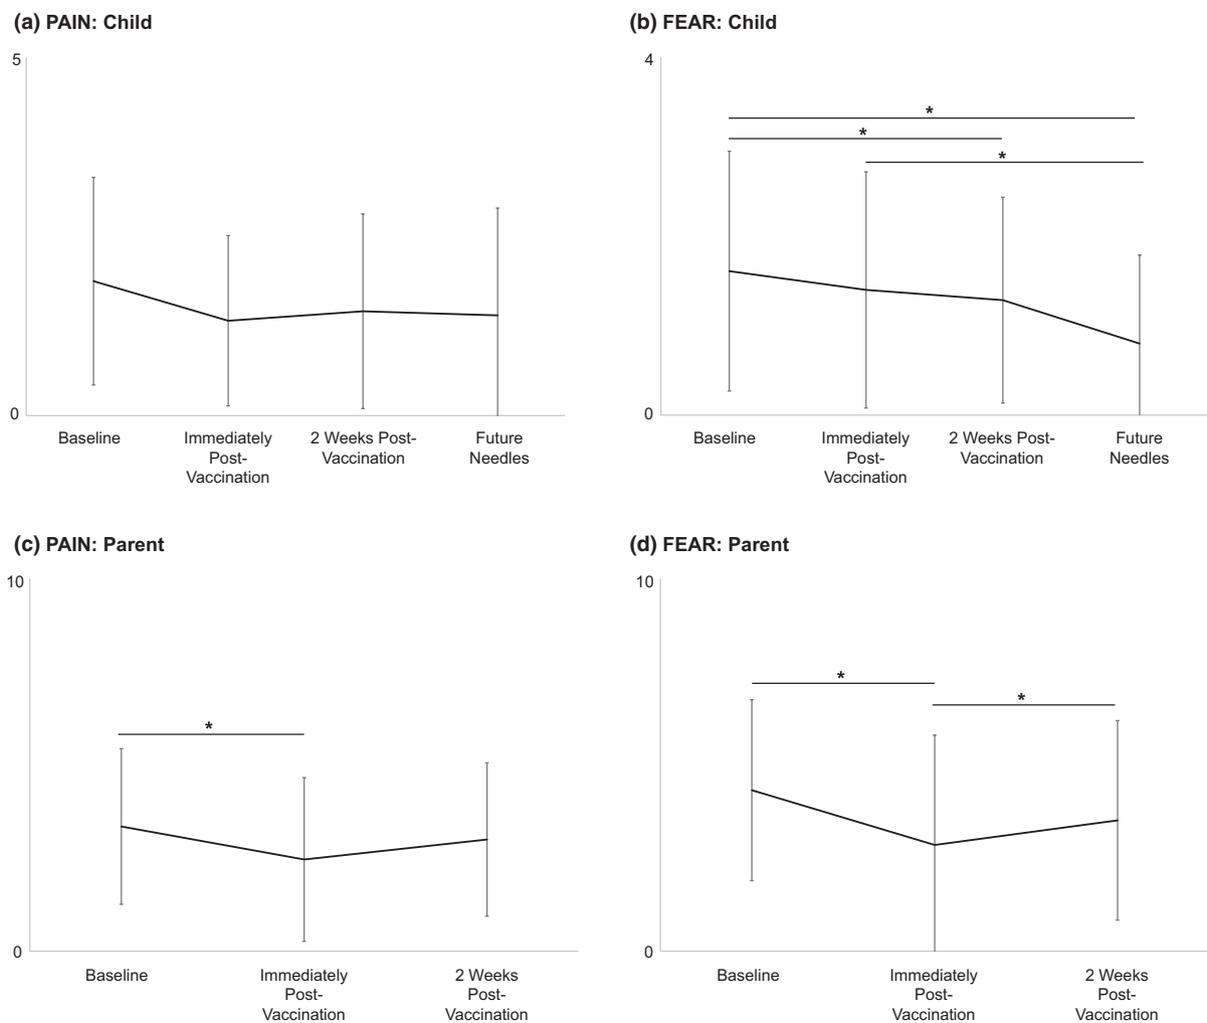 (a) PAIN: Child
5
0
Baseline
Immediately
Post-
Vaccination
2 Weeks Post-
Vaccination
Future
Needles
(b) FEAR: Child
4
*
*
*
0
Baseline
Immediately
Post-
Vaccination
2 Weeks Post-
Vaccination
Future
Needles
(c) PAIN: Parent
10
*
0
Baseline
Immediately
Post-
Vaccination
2 Weeks
Post-
Vaccination
(d) FEAR: Parent
10
*
*
0
Baseline
Immediately
Post-
Vaccination
2 Weeks
Post-
Vaccination